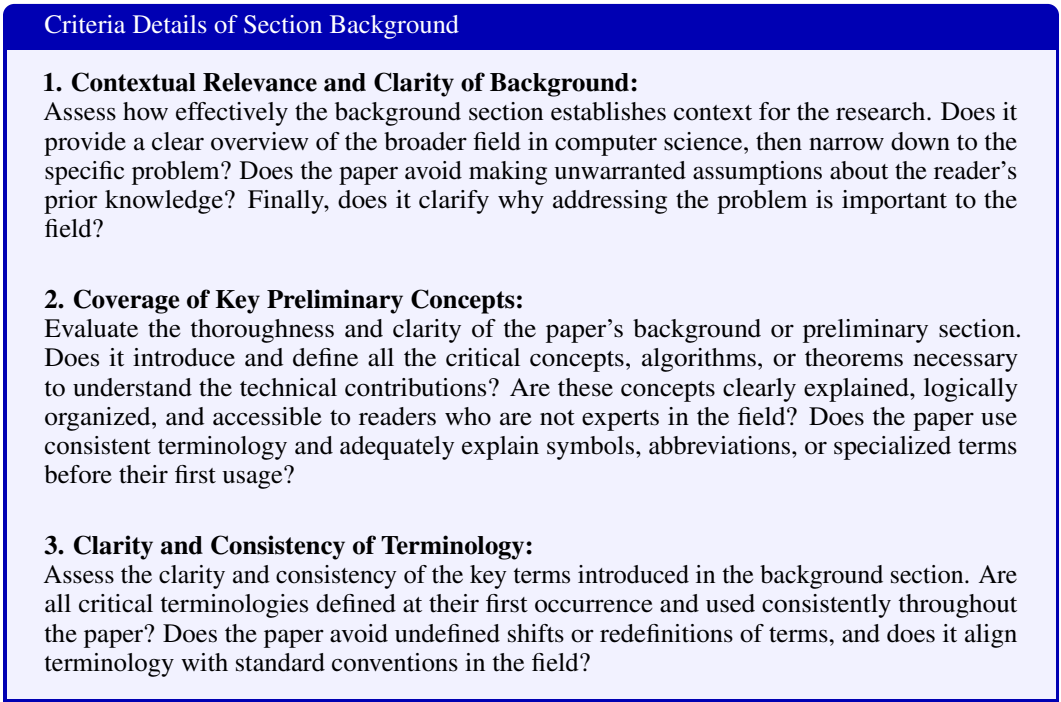 Criteria Details of Section Background
1. Contextual Relevance and Clarity of Background:
Assess how effectively the background section establishes context for the research. Does it
provide a clear overview of the broader field in computer science, then narrow down to the
specific problem? Does the paper avoid making unwarranted assumptions about the reader's
prior knowledge? Finally, does it clarify why addressing the problem is important to the
field?
2. Coverage of Key Preliminary Concepts:
Evaluate the thoroughness and clarity of the paper's background or preliminary section.
Does it introduce and define all the critical concepts, algorithms, or theorems necessary
to understand the technical contributions? Are these concepts clearly explained, logically
organized, and accessible to readers who are not experts in the field? Does the paper use
consistent terminology and adequately explain symbols, abbreviations, or specialized terms
before their first usage?
3. Clarity and Consistency of Terminology:
Assess the clarity and consistency of the key terms introduced in the background section. Are
all critical terminologies defined at their first occurrence and used consistently throughout
the paper? Does the paper avoid undefined shifts or redefinitions of terms, and does it align
terminology with standard conventions in the field?